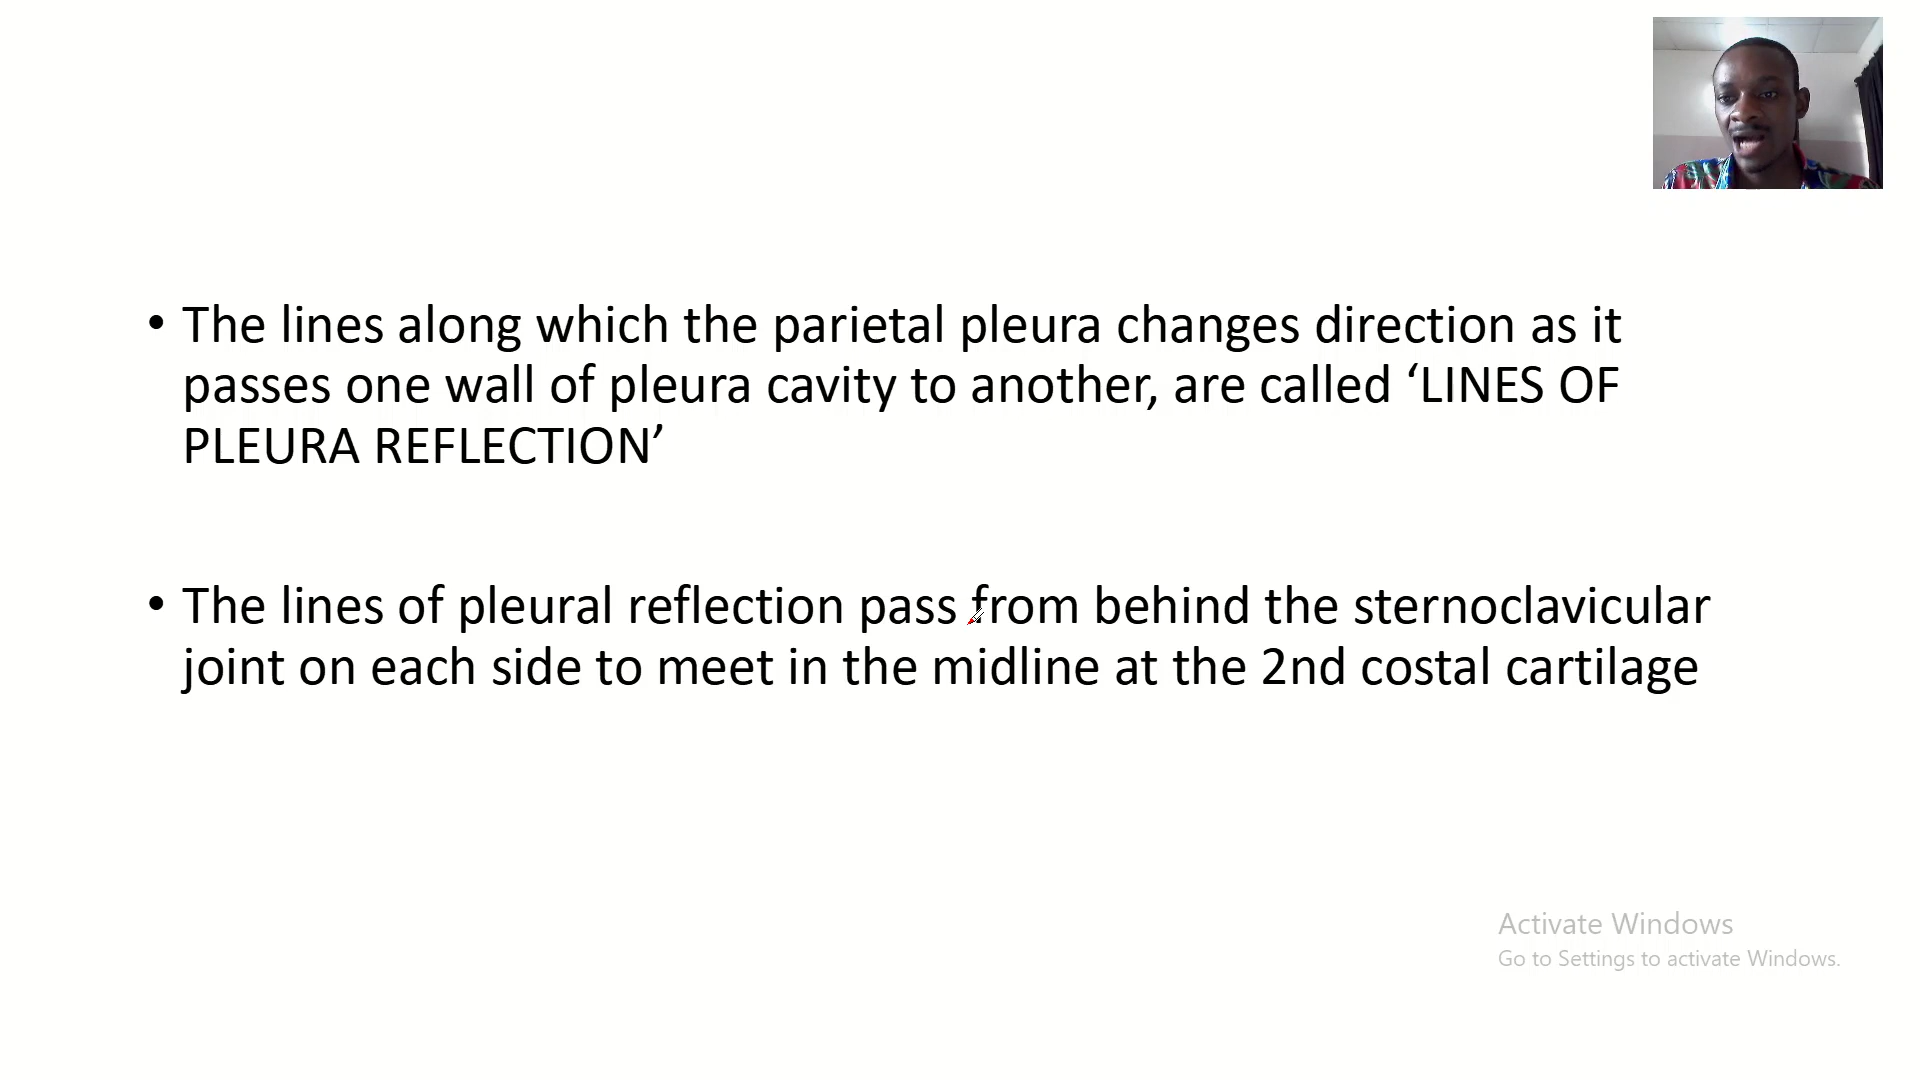 • The lines along which the parietal pleura changes direction as it
passes one wall of pleura cavity to another, are called ‘LINES OF
PLEURA REFLECTION’
• The lines of pleural reflection pass from behind the sternoclavicular
joint on each side to meet in the midline at the 2nd costal cartilage
Activate Windows
Go to Settings to activate Windows.